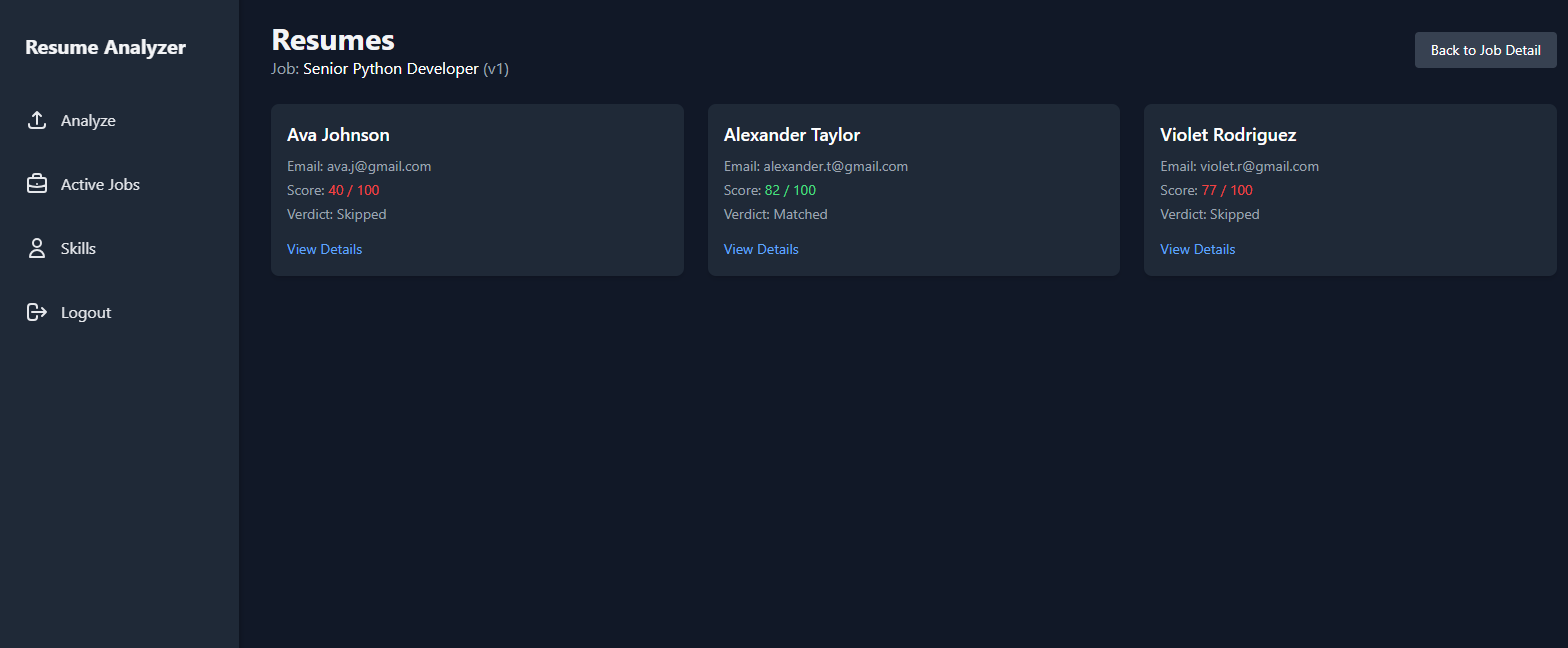 Resume Analyzer
Analyze
Active Jobs
Skills
Logout
Resumes
Job: Senior Python Developer (v1)
Back to Job Detail
Ava Johnson
Email: ava.j@gmail.com
Score: 40 / 100
Verdict: Skipped
View Details
Alexander Taylor
Email: alexander.t@gmail.com
Score: 82 / 100
Verdict: Matched
View Details
Violet Rodriguez
Email: violet.r@gmail.com
Score: 77 / 100
Verdict: Skipped
View Details